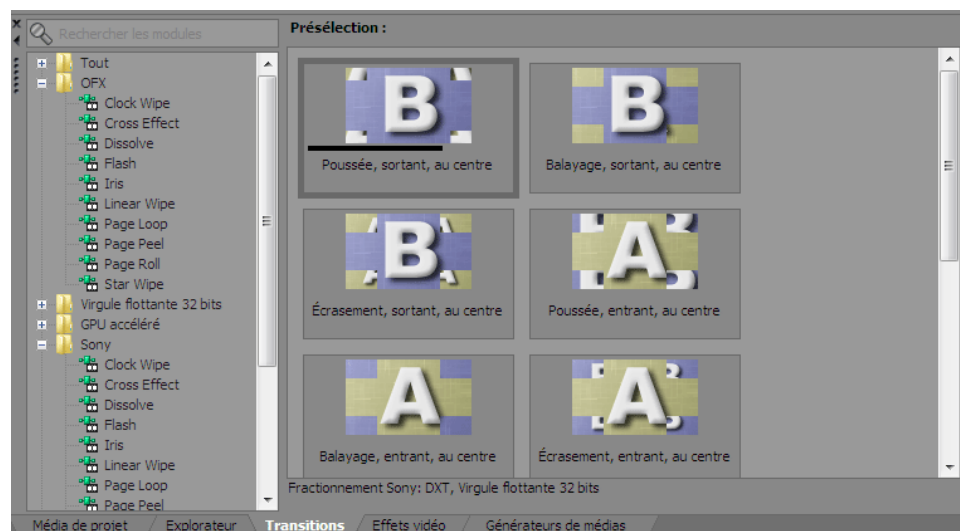 Rechercher les modules
Tout
OFX
Clock Wipe
Cross Effect
Dissolve
Flash
Iris
Linear Wipe
Page Loop
Page Peel
Page Roll
Star Wipe
Virgule flottante 32 bits
GPU accéléré
Sony
Clock Wipe
Cross Effect
Dissolve
Flash
Iris
Linear Wipe
Page Loop
Page Peel
Présélection :
B
B
Poussée, sortant, au centre
Balayage, sortant, au centre
B
A
Écrasement, sortant, au centre
Poussée, entrant, au centre
A
A
Balayage, entrant, au centre
Écrasement, entrant, au centre
Fractionnement Sony: DXT, Virgule flottante 32 bits
Média de projet
Explorateur
Transitions
Effets vidéo
Générateurs de médias